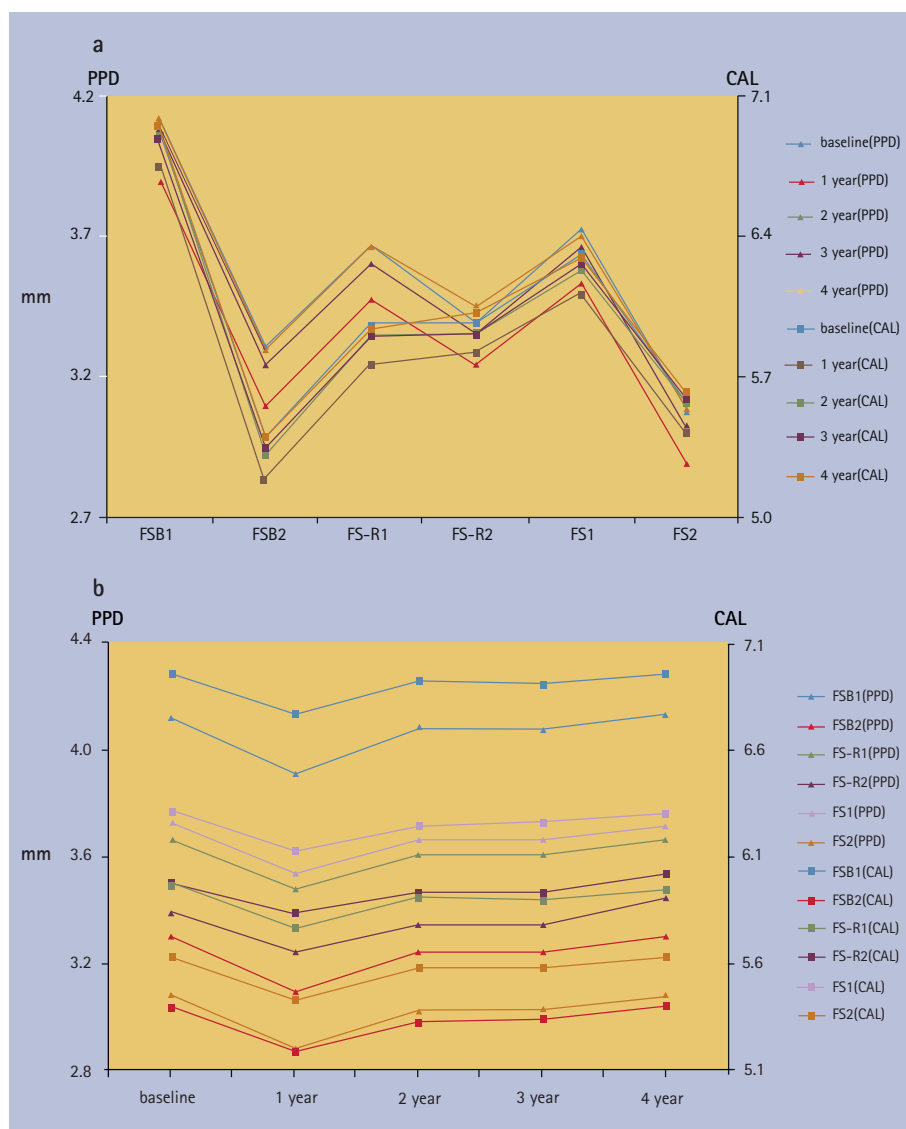 a
PPD CAL
4.2 7.1
3.7 6.4
mm
3.2 5.7
2.7 5.0
FSB1 FSB2 FS-R1 FS-R2 FS1 FS2
baseline(PPD)
1 year(PPD)
2 year(PPD)
3 year(PPD)
4 year(PPD)
baseline(CAL)
1 year(CAL)
2 year(CAL)
3 year(CAL)
4 year(CAL)
b
PPD CAL
4.4 7.1
4.0 6.6
mm
3.6 6.1
3.2 5.6
2.8 5.1
baseline 1 year 2 year 3 year 4 year
FSB1(PPD)
FSB2(PPD)
FS-R1(PPD)
FS-R2(PPD)
FS1(PPD)
FS2(PPD)
FSB1(CAL)
FSB2(CAL)
FS-R1(CAL)
FS-R2(CAL)
FS1(CAL)
FS2(CAL)